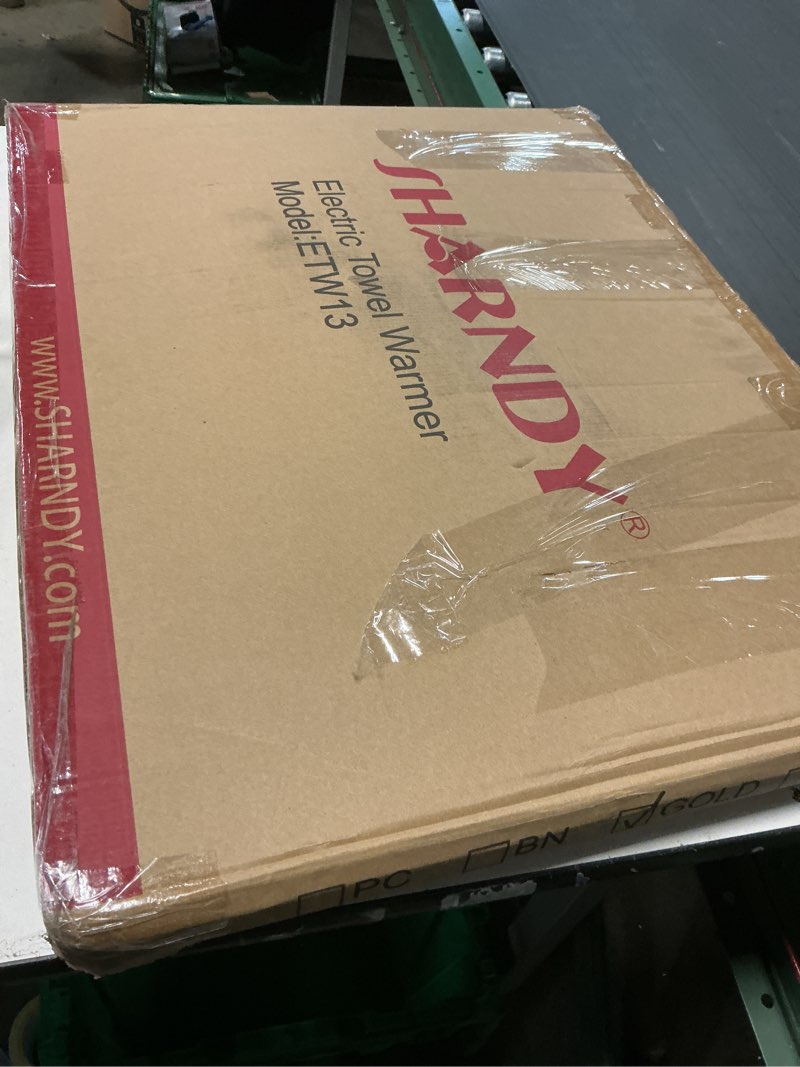 SHARNDY®
Electric Towel Warmer
Model:ETW13
www.SHARNDY.com
PC
BN
GOLD